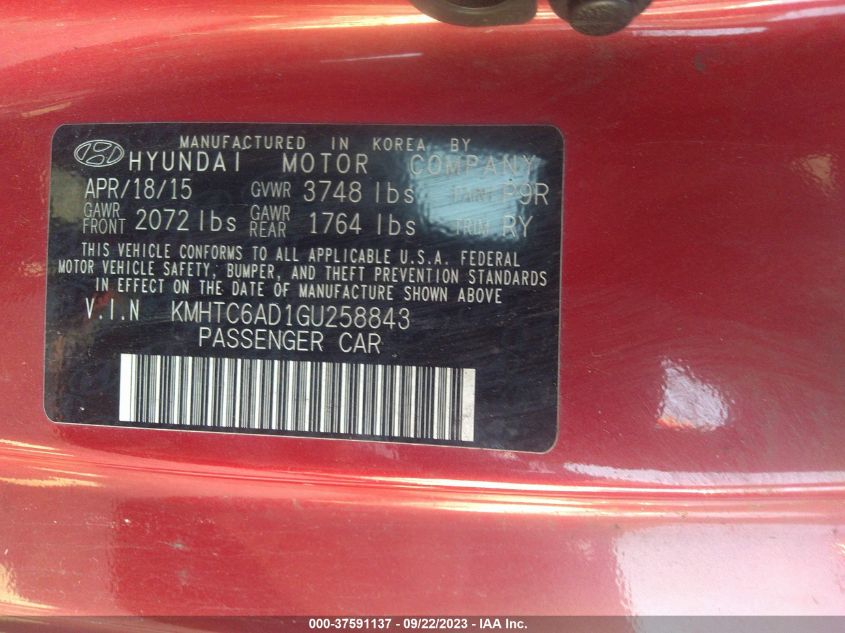 MANUFACTURED IN KOREA BY
HYUNDAI MOTOR COMPANY
APR/18/15 GVWR 3748 lbs PAINT P9R
GAWR FRONT 2072 lbs GAWR REAR 1764 lbs TRIM RY
THIS VEHICLE CONFORMS TO ALL APPLICABLE U.S.A. FEDERAL
MOTOR VEHICLE SAFETY, BUMPER, AND THEFT PREVENTION STANDARDS
IN EFFECT ON THE DATE OF MANUFACTURE SHOWN ABOVE
V.I.N KMHTC6AD1GU258843
PASSENGER CAR
000-37591137 - 09/22/2023 - IAA Inc.